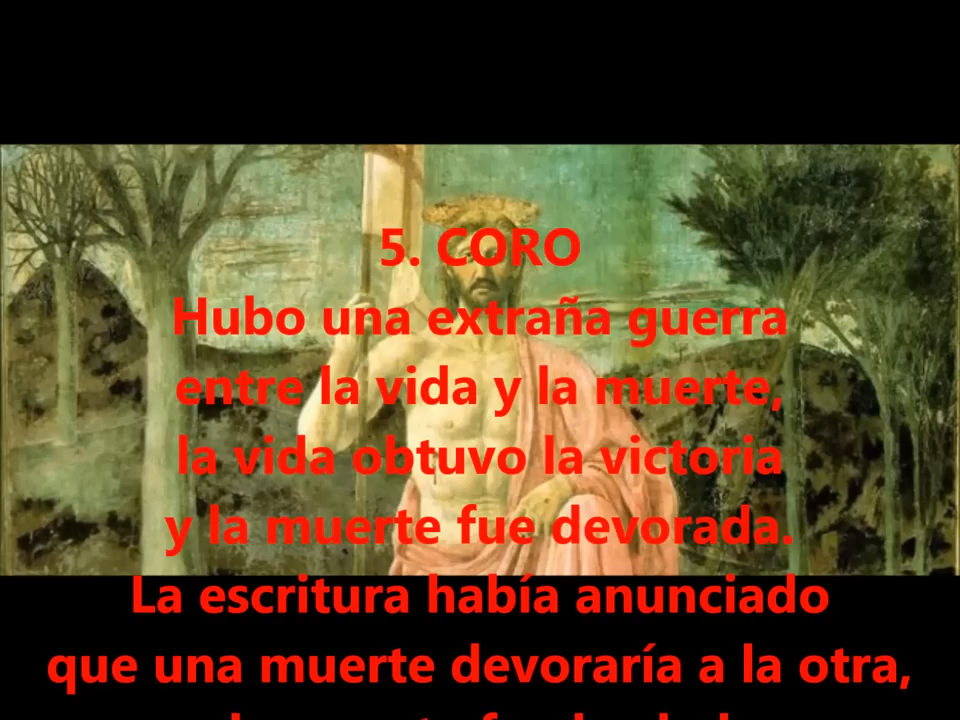 5. CORO
Hubo una extraña guerra
entre la vida y la muerte,
la vida obtuvo la victoria
y la muerte fue devorada.
La escritura había anunciado
que una muerte devoraría a la otra,